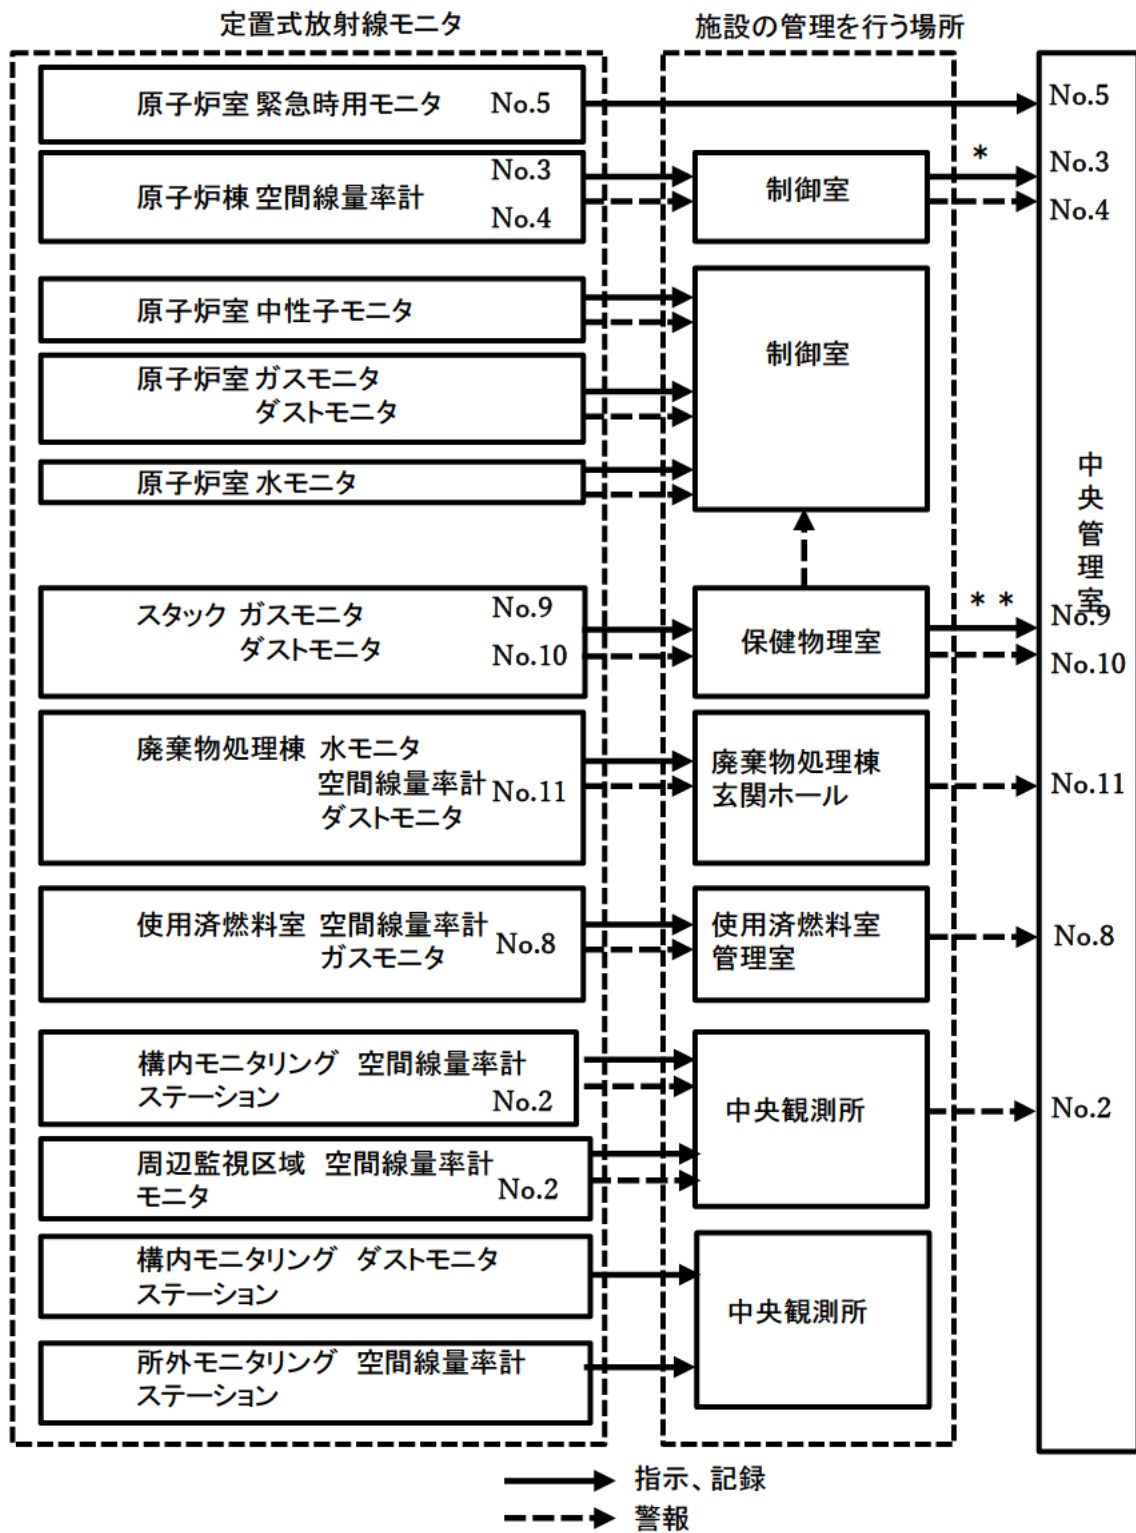 定置式放射線モニタ
施設の管理を行う場所
原子炉室 緊急時用モニタ No.5
No.5
原子炉棟 空間線量率計
No.3
No.4
制御室
*
No.3
No.4
原子炉室 中性子モニタ
原子炉室 ガスモニタ
ダストモニタ
原子炉室 水モニタ
制御室
中央管理室
スタック ガスモニタ
ダストモニタ
No.9
No.10
保健物理室
* *
No.9
No.10
廃棄物処理棟 水モニタ
空間線量率計
ダストモニタ
No.11
廃棄物処理棟
玄関ホール
No.11
使用済燃料室 空間線量率計
ガスモニタ
No.8
使用済燃料室
管理室
No.8
構内モニタリング 空間線量率計
ステーション
No.2
中央観測所
No.2
周辺監視区域 空間線量率計
モニタ
No.2
構内モニタリング ダストモニタ
ステーション
中央観測所
所外モニタリング 空間線量率計
ステーション
指示、記録
警報